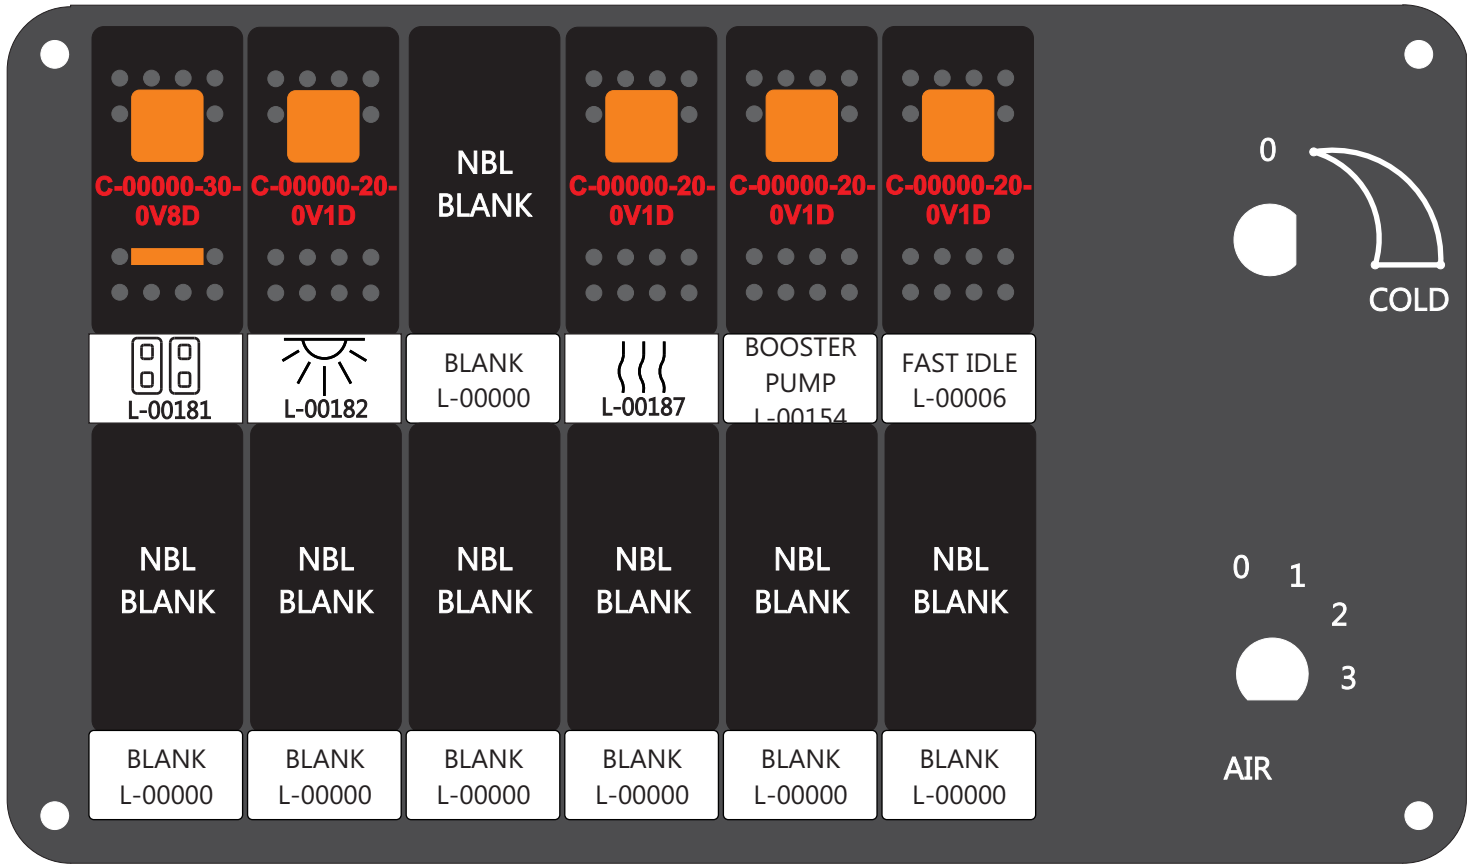 C-00000-30-
0V8D
C-00000-20-
0V1D
NBL
BLANK
C-00000-20-
0V1D
C-00000-20-
0V1D
C-00000-20-
0V1D
L-00181
L-00182
BLANK
L-00000
L-00187
BOOSTER
PUMP
L-00154
FAST IDLE
L-00006
NBL
BLANK
NBL
BLANK
NBL
BLANK
NBL
BLANK
NBL
BLANK
NBL
BLANK
BLANK
L-00000
BLANK
L-00000
BLANK
L-00000
BLANK
L-00000
BLANK
L-00000
BLANK
L-00000
0
COLD
0
1
2
3
AIR